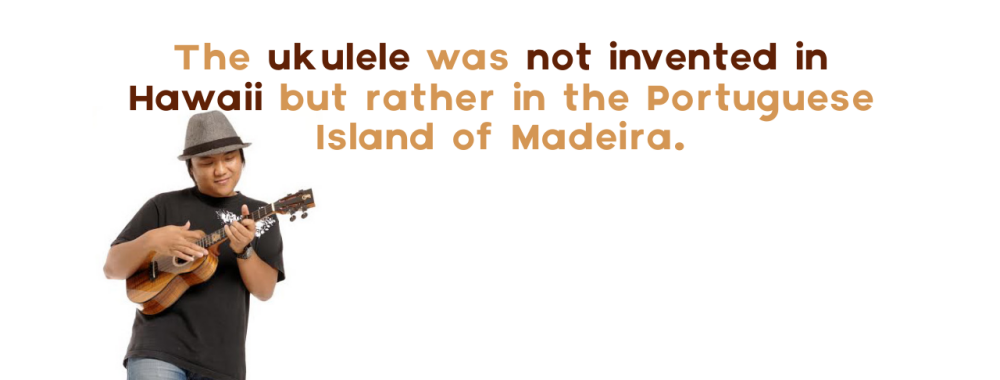 The ukulele was not invented in
Hawaii but rather in the Portuguese
Island of Madeira.